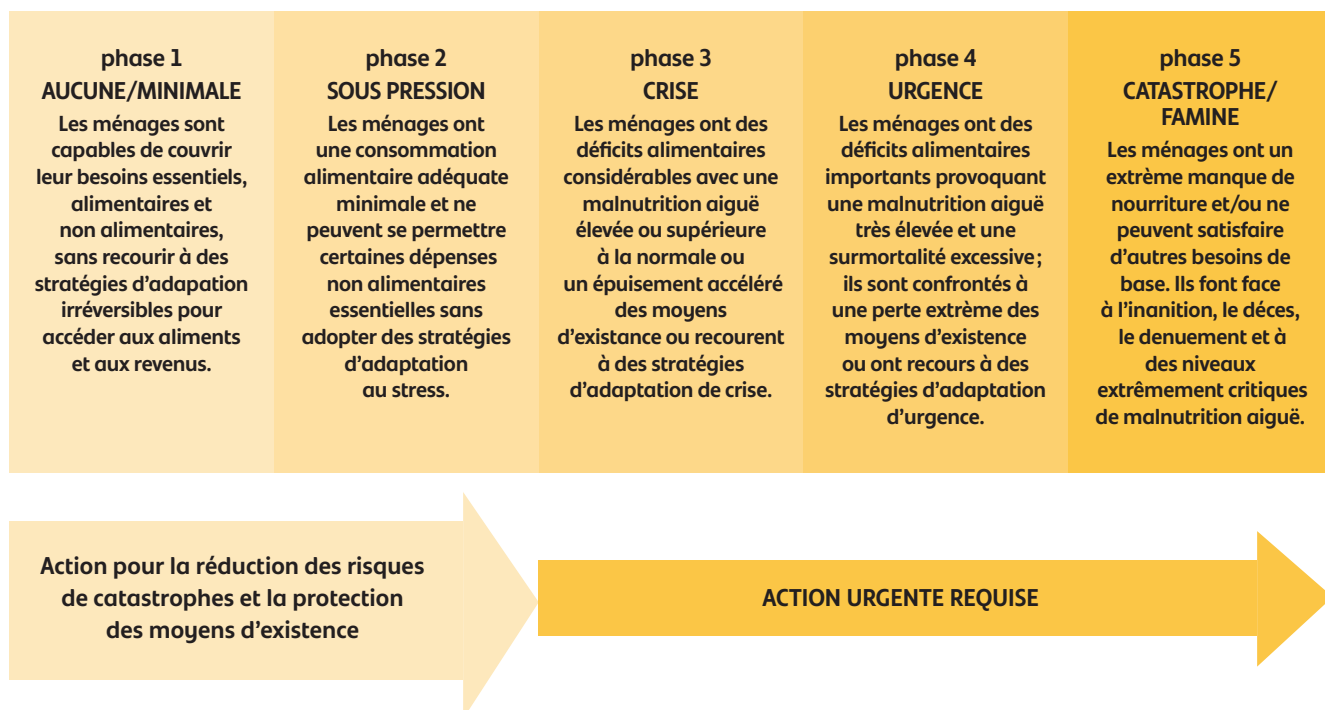 phase 1
AUCUNE/MINIMALE
Les ménages sont
capables de couvrir
leur besoins essentiels,
alimentaires et
non alimentaires,
sans recourir à des
stratégies d'adapation
irréversibles pour
accéder aux aliments
et aux revenus.
phase 2
SOUS PRESSION
Les ménages ont
une consommation
alimentaire adéquate
minimale et ne
peuvent se permettre
certaines dépenses
non alimentaires
essentielles sans
adopter des stratégies
d'adaptation
au stress.
phase 3
CRISE
Les ménages ont des
déficits alimentaires
considérables avec une
malnutrition aiguë
élevée ou supérieure
à la normale ou
un épuisement accéléré
des moyens
d'existance ou recourent
à des stratégies
d'adaptation de crise.
phase 4
URGENCE
Les ménages ont des
déficits alimentaires
importants provoquant
une malnutrition aiguë
très élevée et une
surmortalité excessive ;
ils sont confrontés à
une perte extrême des
moyens d'existence
ou ont recours à des
stratégies d'adaptation
d'urgence.
phase 5
CATASTROPHE/
FAMINE
Les ménages ont un
extrême manque de
nourriture et/ou ne
peuvent satisfaire
d'autres besoins de
base. Ils font face
à l'inanition, le déces,
le denuement et à
des niveaux
extrêmement critiques
de malnutrition aiguë.
Action pour la réduction des risques
de catastrophes et la protection
des moyens d'existence
ACTION URGENTE REQUISE